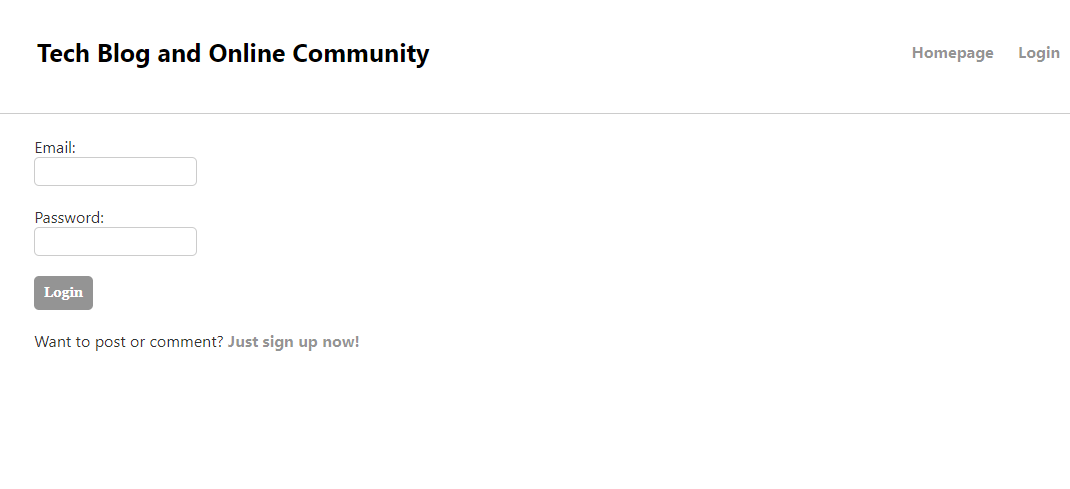 Tech Blog and Online Community
Homepage Login
Email:
Password:
Login
Want to post or comment? Just sign up now!